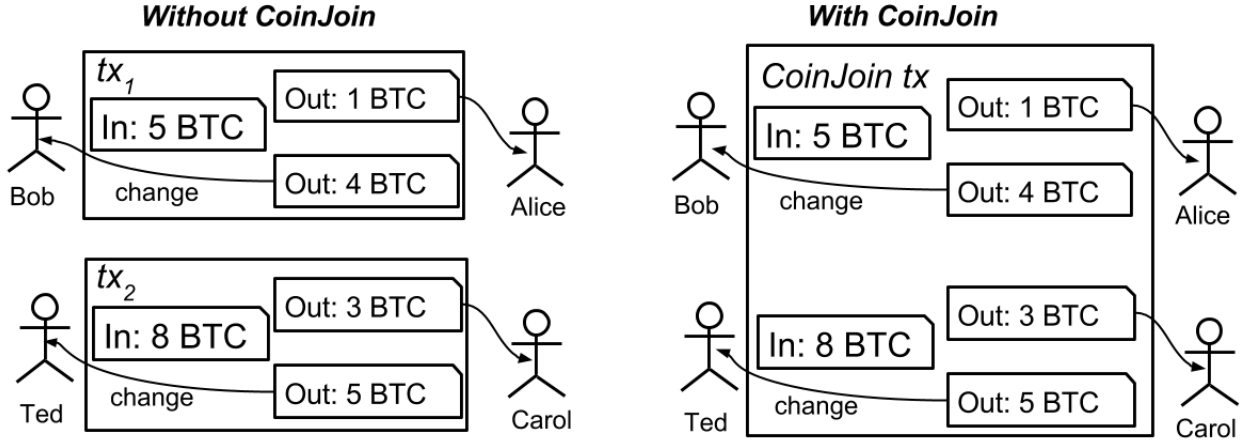 Without CoinJoin
tx1
In: 5 BTC
Out: 1 BTC
Out: 4 BTC
change
Bob
Alice
tx2
In: 8 BTC
Out: 3 BTC
Out: 5 BTC
change
Ted
Carol
With CoinJoin
CoinJoin tx
In: 5 BTC
Out: 1 BTC
Out: 4 BTC
change
Bob
Alice
In: 8 BTC
Out: 3 BTC
Out: 5 BTC
change
Ted
Carol